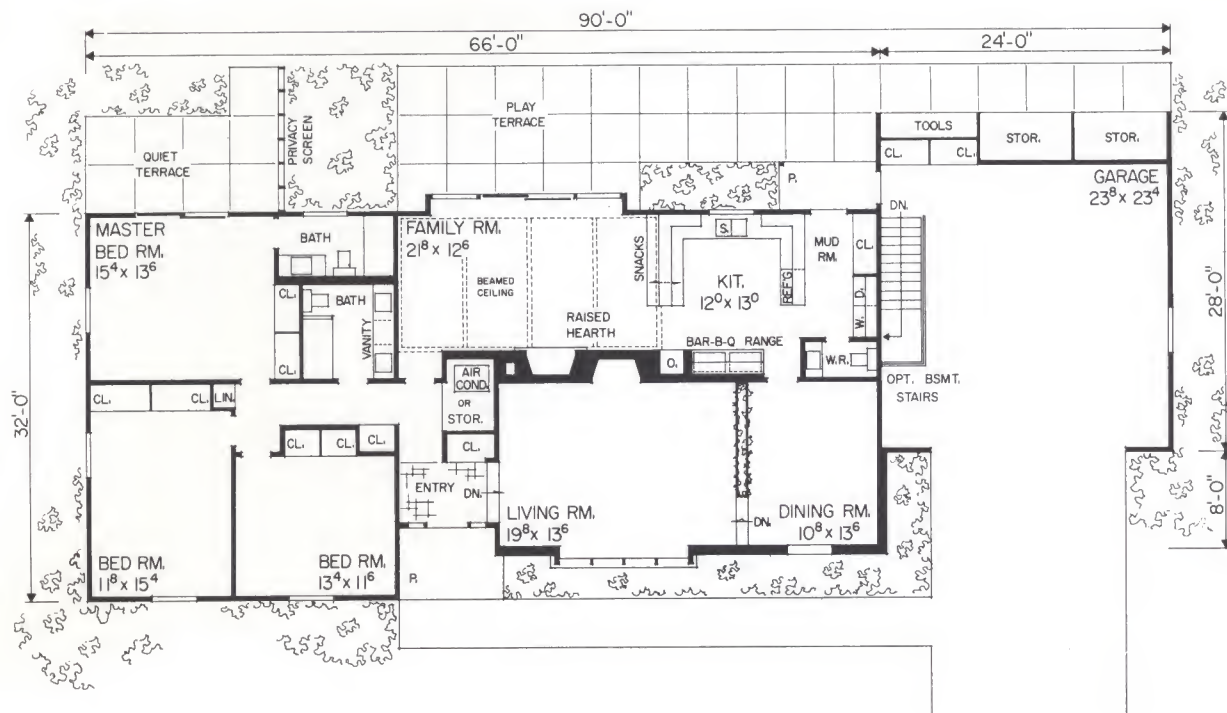 90'-0"
66'-0"
24'-0"
PLAY
TERRACE
PRIVACY
SCREEN
QUIET
TERRACE
TOOLS
STOR.
STOR.
CL.
CL.
P.
GARAGE
23⁸ x 23⁴
DN.
MASTER
BED RM.
15⁴ x 13⁶
BATH
FAMILY RM.
21⁸ x 12⁶
BEAMED
CEILING
RAISED
HEARTH
SNACKS
S.
KIT.
12⁰ x 13⁰
REF'G
MUD
RM.
CL.
D.
W.
28'-0"
CL.
BATH
VANITY
CL.
BAR-B-Q RANGE
O.
W.R.
OPT. BSMT.
STAIRS
32'-0"
CL.
CL.
LIN.
AIR
COND.
OR
STOR.
CL.
CL.
CL.
CL.
ENTRY
DN.
LIVING RM.
19⁸ x 13⁶
DN.
DINING RM.
10⁸ x 13⁶
8'-0"
BED RM.
11⁸ x 15⁴
BED RM.
13⁴ x 11⁶
P.